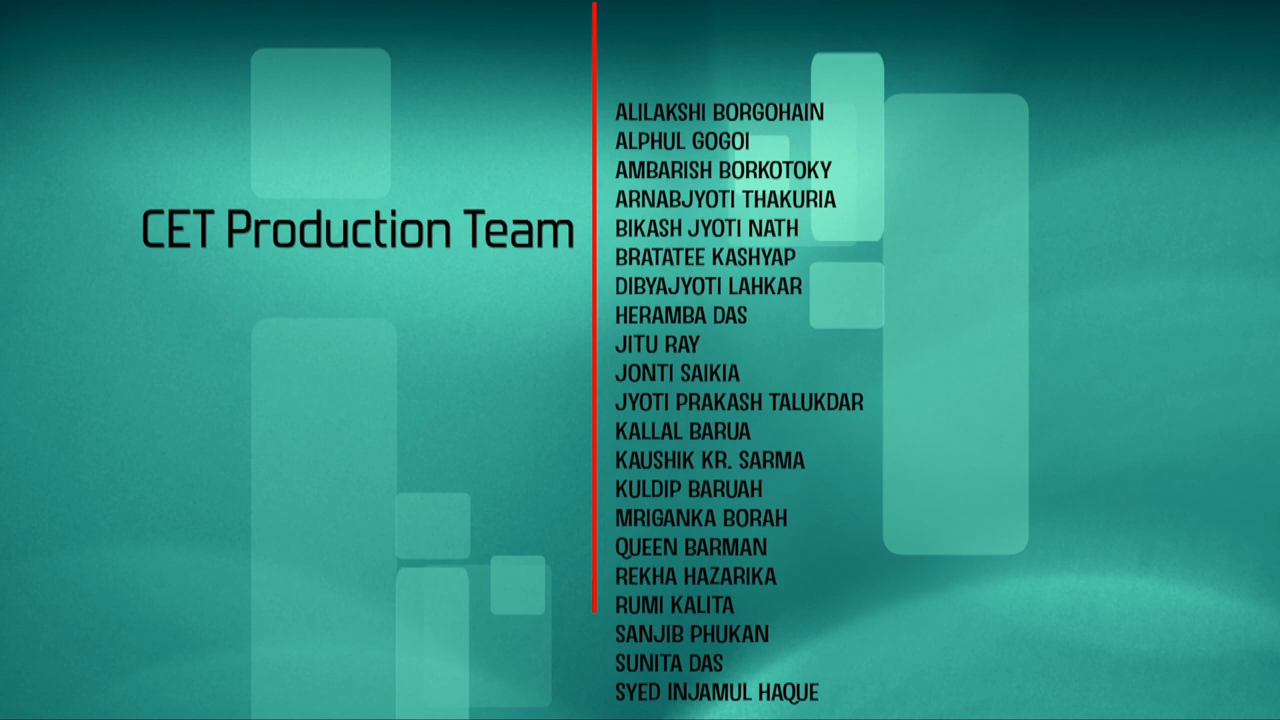 CET Production Team
ALILAKSHI BORGOHAIN
ALPHUL GOGOI
AMBARISH BORKOTOKY
ARNABJYOTI THAKURIA
BIKASH JYOTI NATH
BRATATEE KASHYAP
DIBYAJYOTI LAHKAR
HERAMBA DAS
JITU RAY
JONTI SAIKIA
JYOTI PRAKASH TALUKDAR
KALLAL BARUA
KAUSHIK KR. SARMA
KULDIP BARUAH
MRIGANKA BORAH
QUEEN BARMAN
REKHA HAZARIKA
RUMI KALITA
SANJIB PHUKAN
SUNITA DAS
SYED INJAMUL HAQUE